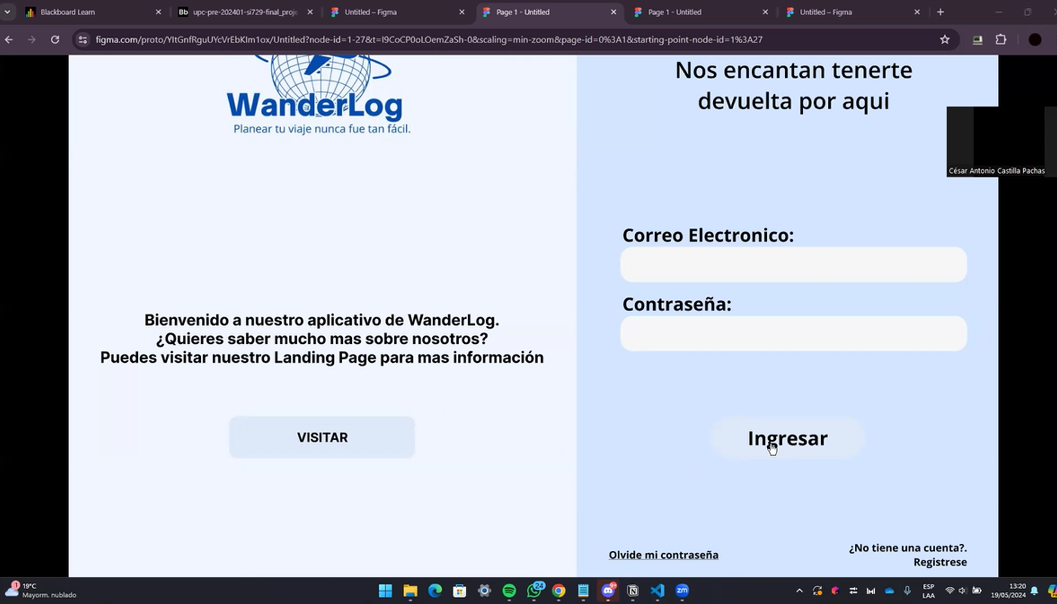 Blackboard Learn
upc-pre-202401-si729-final_proj
Untitled – Figma
Page 1 - Untitled
Page 1 - Untitled
Untitled – Figma
figma.com/proto/YItGnfRguUYcVrEbKIm1ox/Untitled?node-id=1-27&t=I9CoCP0oLOemZaSh-0&scaling=min-zoom&page-id=0%3A1&starting-point-node-id=1%3A27
WanderLog
Planear tu viaje nunca fue tan fácil.
Bienvenido a nuestro aplicativo de WanderLog.
¿Quieres saber mucho mas sobre nosotros?
Puedes visitar nuestro Landing Page para mas información
VISITAR
Nos encantan tenerte
devuelta por aqui
César Antonio Castilla Pachas
Correo Electronico:
Contraseña:
Ingresar
Olvide mi contraseña
¿No tiene una cuenta?.
Registrese
19°C
Mayorm. nublado
24
ESP
LAA
13:20
19/05/2024